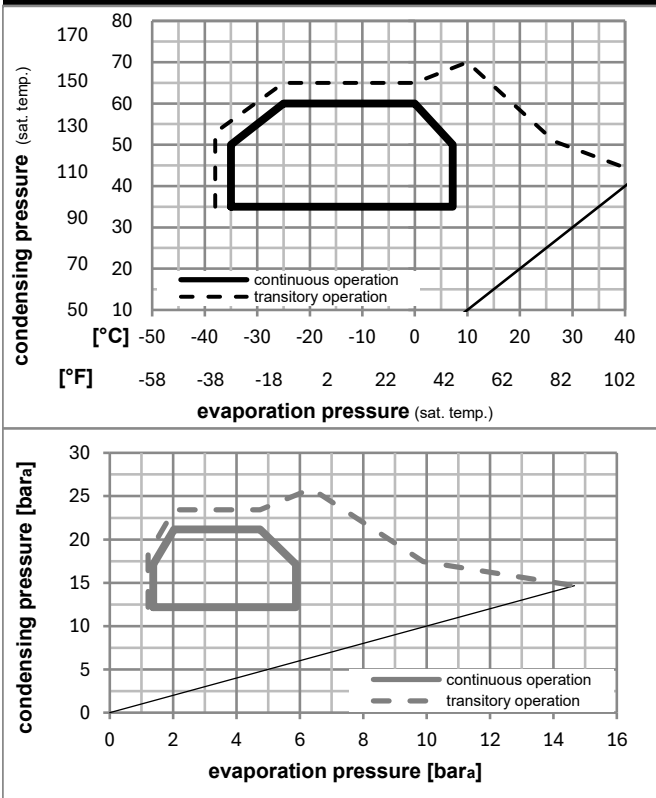 170 80
70
150 60
130 50
110 40
90 30
70 20
50 10
condensing pressure (sat. temp.)
continuous operation
transitory operation
[°C] -50 -40 -30 -20 -10 0 10 20 30 40
[°F] -58 -38 -18 2 22 42 62 82 102
evaporation pressure (sat. temp.)
30
25
20
15
10
5
0
condensing pressure [bara]
continuous operation
transitory operation
0 2 4 6 8 10 12 14 16
evaporation pressure [bara]